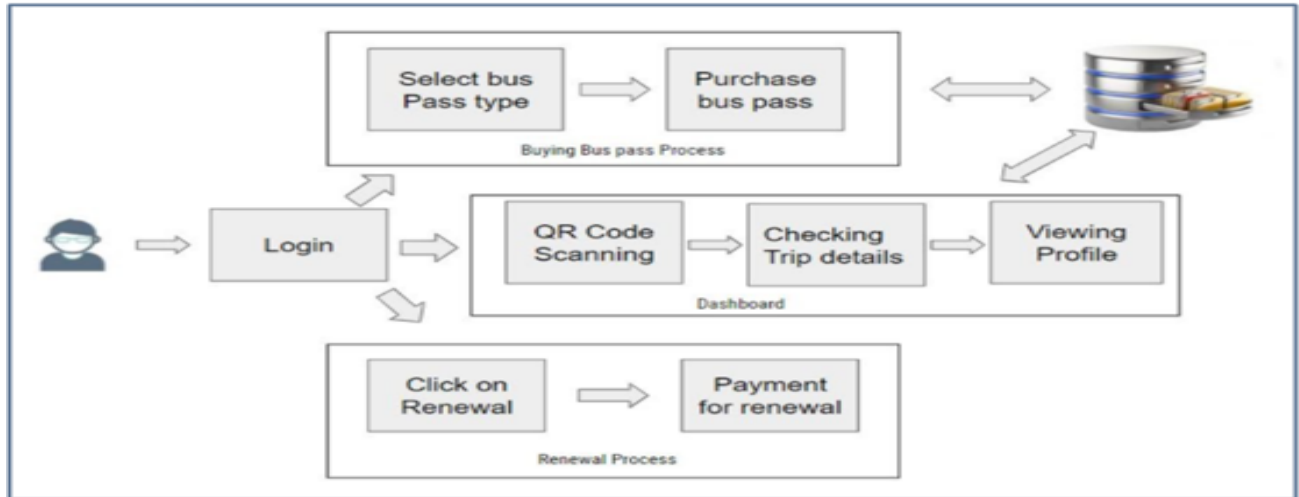 Select bus
Pass type
Purchase
bus pass
Buying Bus pass Process
Login
QR Code
Scanning
Checking
Trip details
Viewing
Profile
Dashboard
Click on
Renewal
Payment
for renewal
Renewal Process